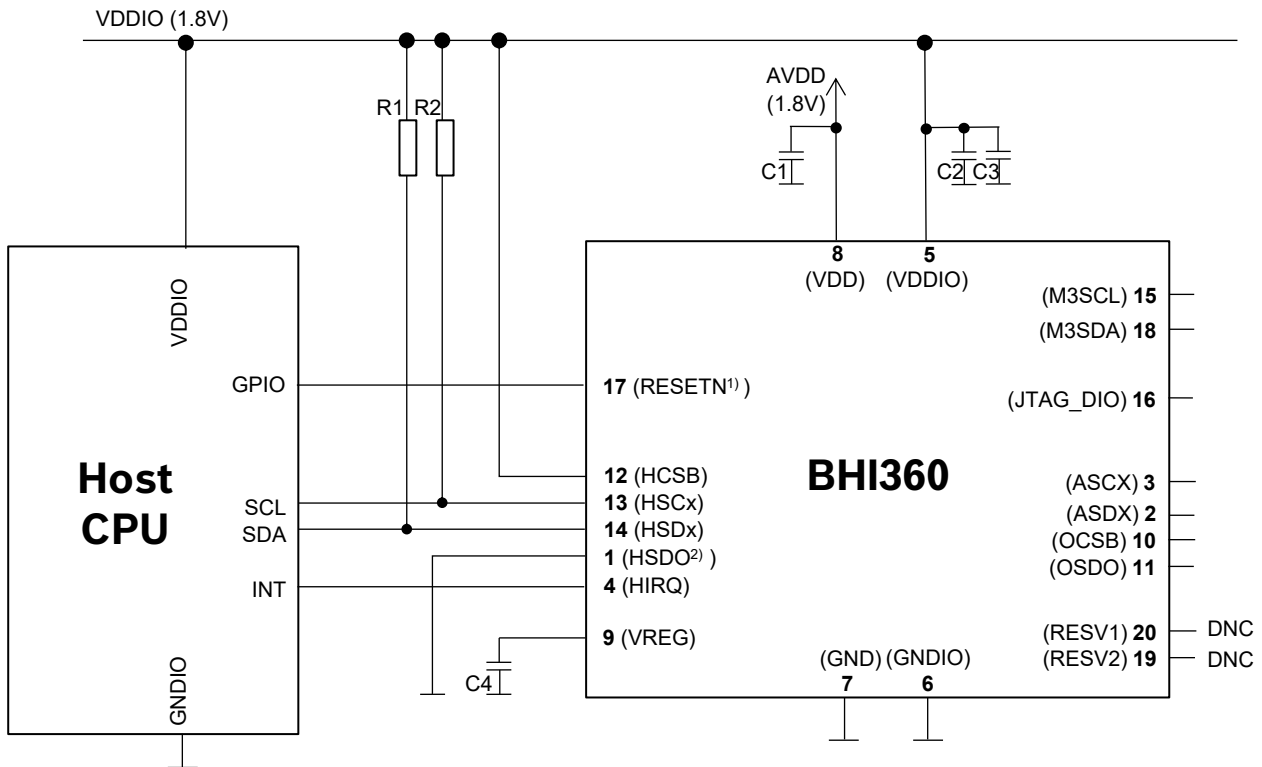 VDDIO (1.8V)
R1 R2
AVDD
(1.8V)
C1
C2 C3
VDDIO
GPIO
Host
CPU
SCL
SDA
INT
GNDIO
8
(VDD)
5
(VDDIO)
17 (RESETN1) )
12 (HCSB)
13 (HSCx)
14 (HSDx)
1 (HSDO2) )
4 (HIRQ)
9 (VREG)
C4
BHI360
(M3SCL) 15
(M3SDA) 18
(JTAG_DIO) 16
(ASCX) 3
(ASDX) 2
(OCSB) 10
(OSDO) 11
(RESV1) 20 DNC
(RESV2) 19 DNC
(GND) (GNDIO)
7 6